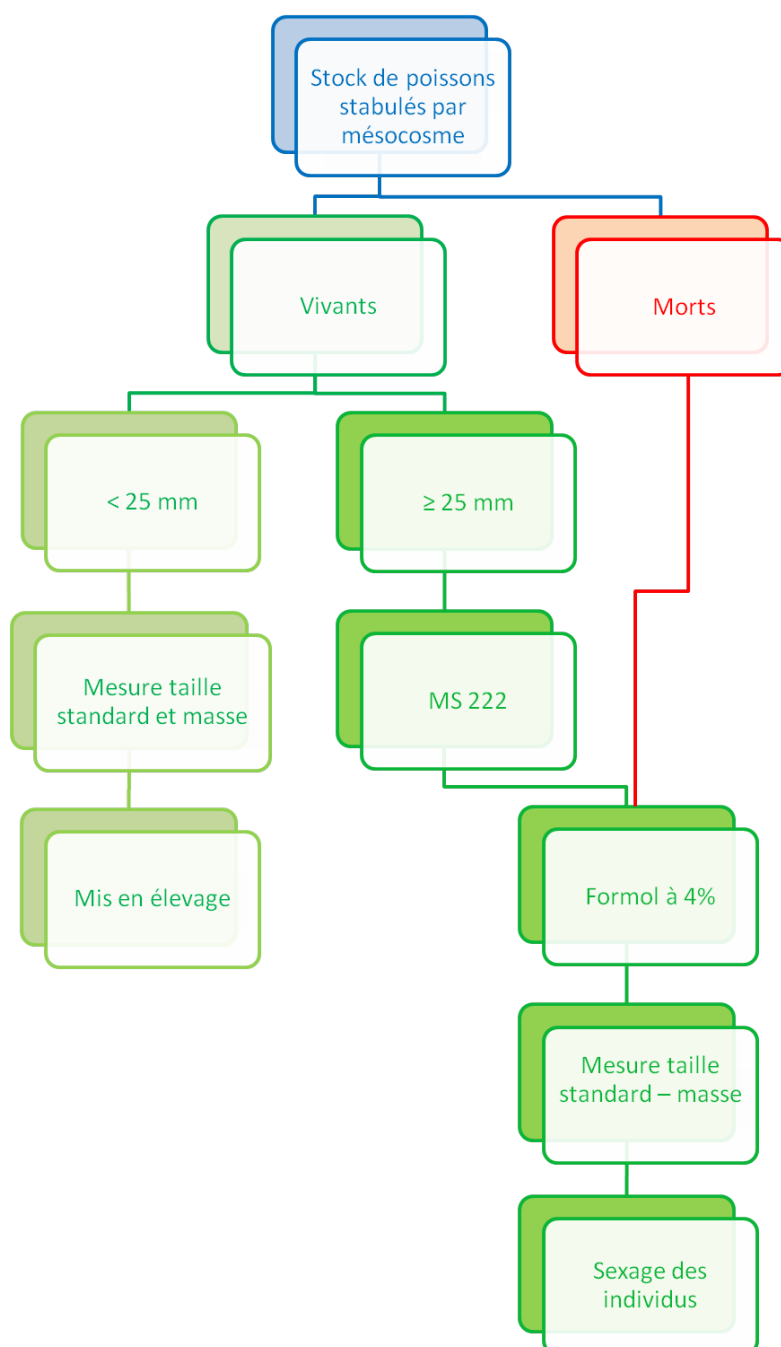 Stock de poissons
stabulés par
mésocosme
Vivants
Morts
< 25 mm
≥ 25 mm
Mesure taille
standard et masse
MS 222
Mis en élevage
Formol à 4%
Mesure taille
standard – masse
Sexage des
individus